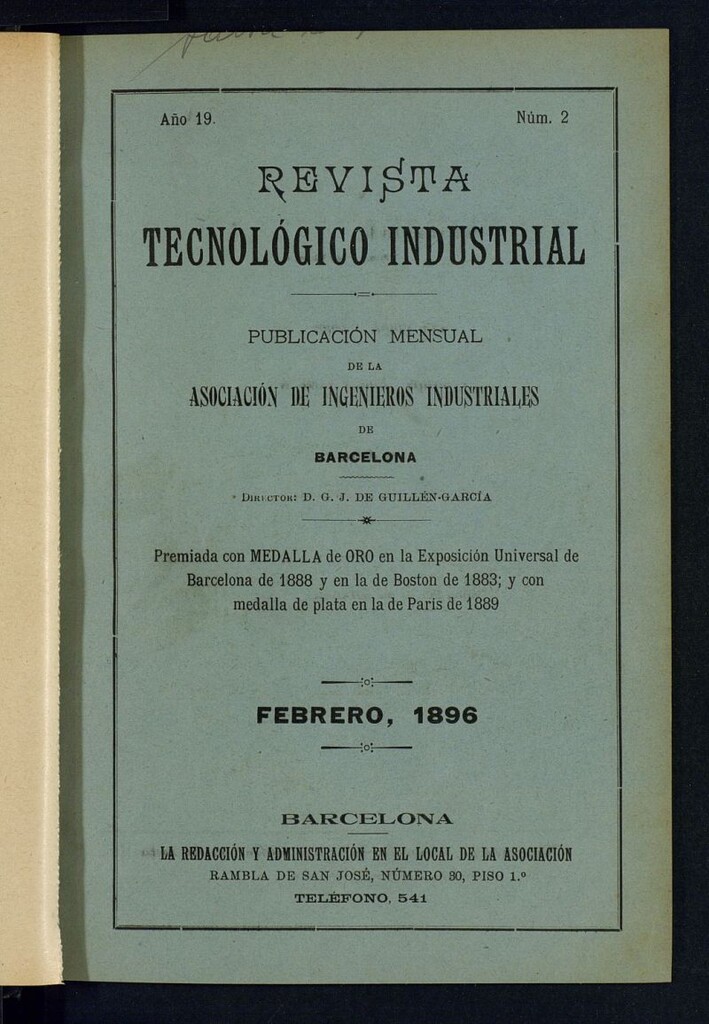 Año 19.
Núm. 2
REVISTA
TECNOLÓGICO INDUSTRIAL
PUBLICACIÓN MENSUAL
DE LA
ASOCIACIÓN DE INGENIEROS INDUSTRIALES
DE
BARCELONA
DIRECTOR: D. G. J. DE GUILLÉN-GARCÍA
Premiada con MEDALLA de ORO en la Exposición Universal de
Barcelona de 1888 y en la de Boston de 1883; y con
medalla de plata en la de París de 1889
FEBRERO, 1896
BARCELONA
LA REDACCIÓN Y ADMINISTRACIÓN EN EL LOCAL DE LA ASOCIACIÓN
RAMBLA DE SAN JOSÉ, NÚMERO 30, PISO 1.º
TELÉFONO, 541